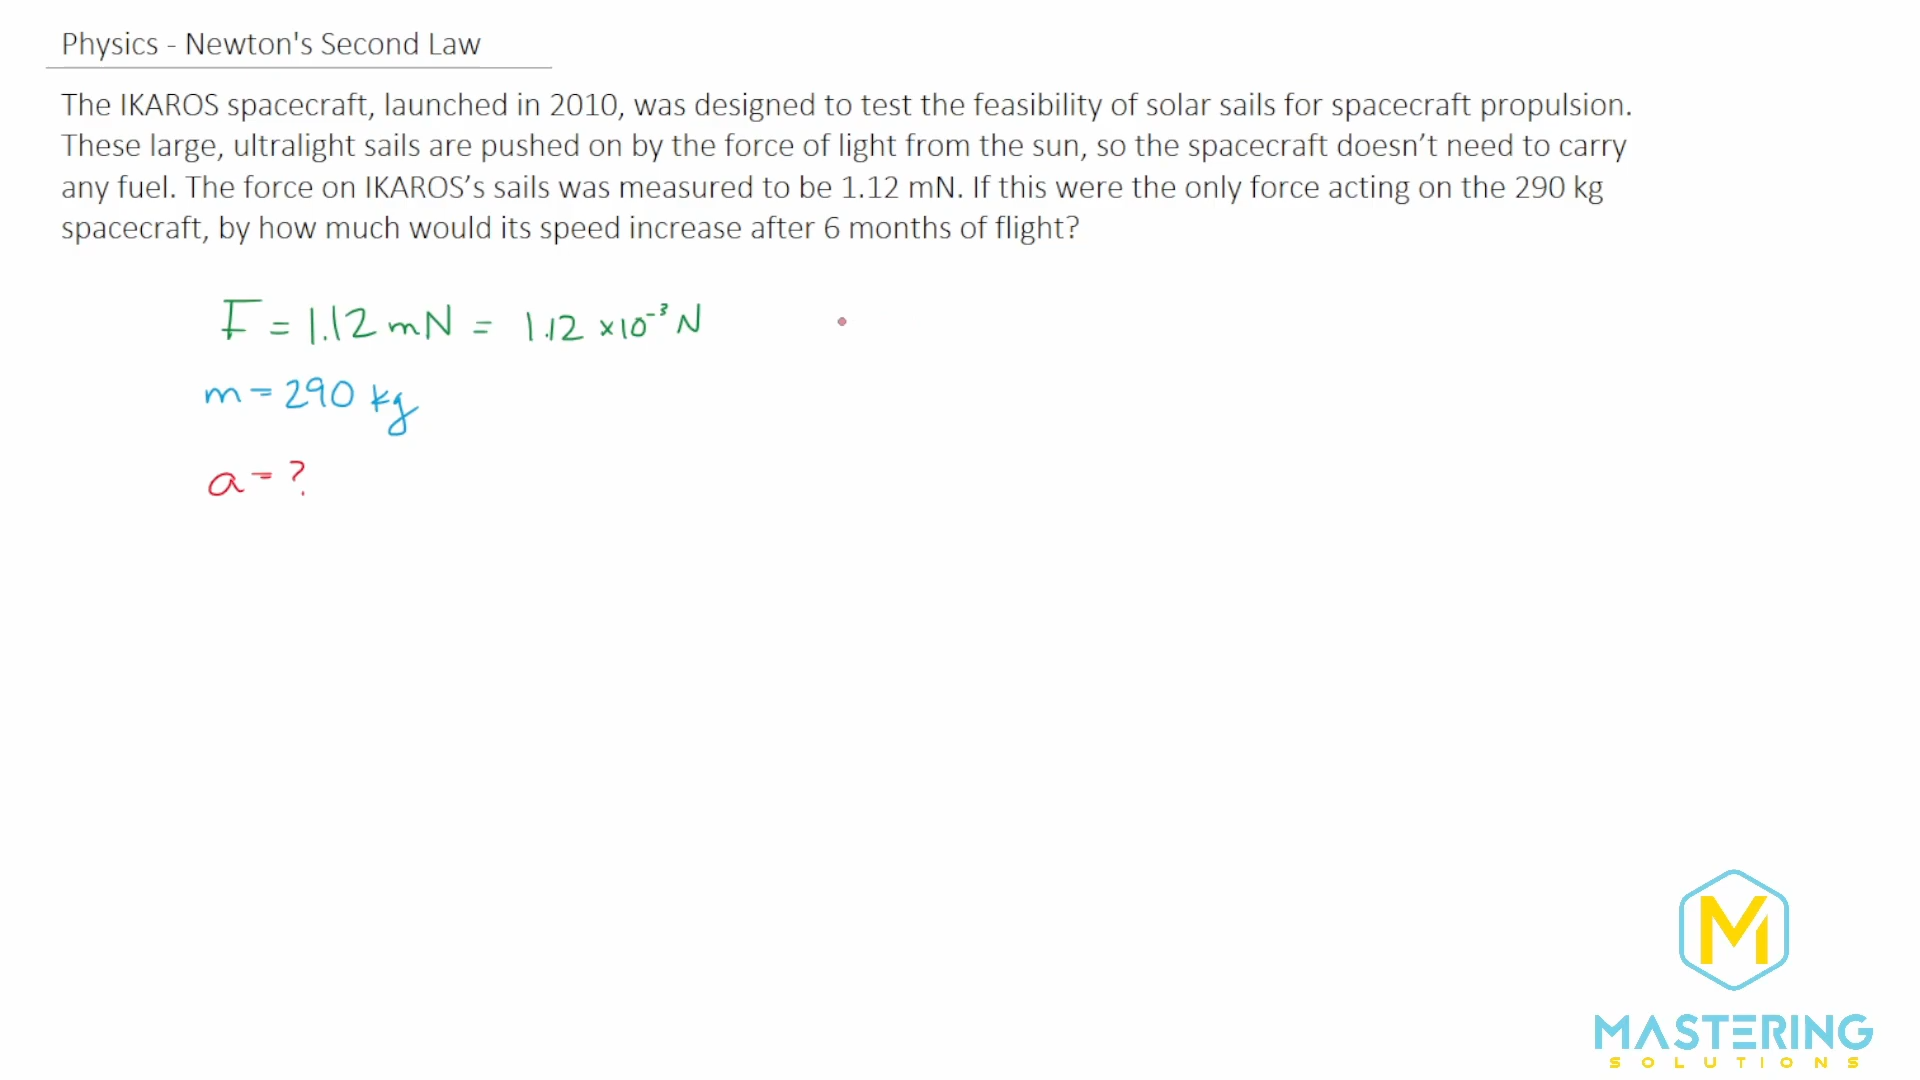 Physics - Newton's Second Law
The IKAROS spacecraft, launched in 2010, was designed to test the feasibility of solar sails for spacecraft propulsion.
These large, ultralight sails are pushed on by the force of light from the sun, so the spacecraft doesn’t need to carry
any fuel. The force on IKAROS’s sails was measured to be 1.12 mN. If this were the only force acting on the 290 kg
spacecraft, by how much would its speed increase after 6 months of flight?
F = 1.12 mN = 1.12 ×10⁻³ N
m = 290 kg
a = ?
M
MASTERING
SOLUTIONS